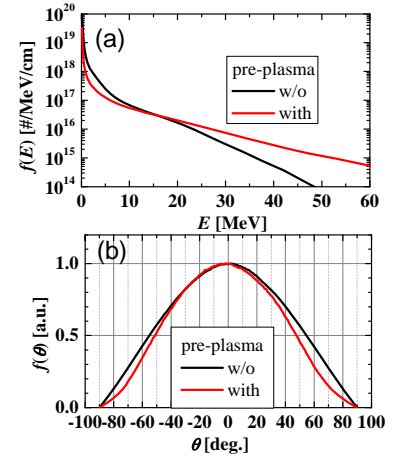 (a)
10^20
10^19
10^18
10^17
10^16
10^15
10^14
f(E) [#/MeV/cm]
pre-plasma
w/o
with
0 10 20 30 40 50 60
E [MeV]
(b)
1.0
0.5
0.0
f(θ) [a.u.]
pre-plasma
w/o
with
-100 -80 -60 -40 -20 0 20 40 60 80 100
θ [deg.]